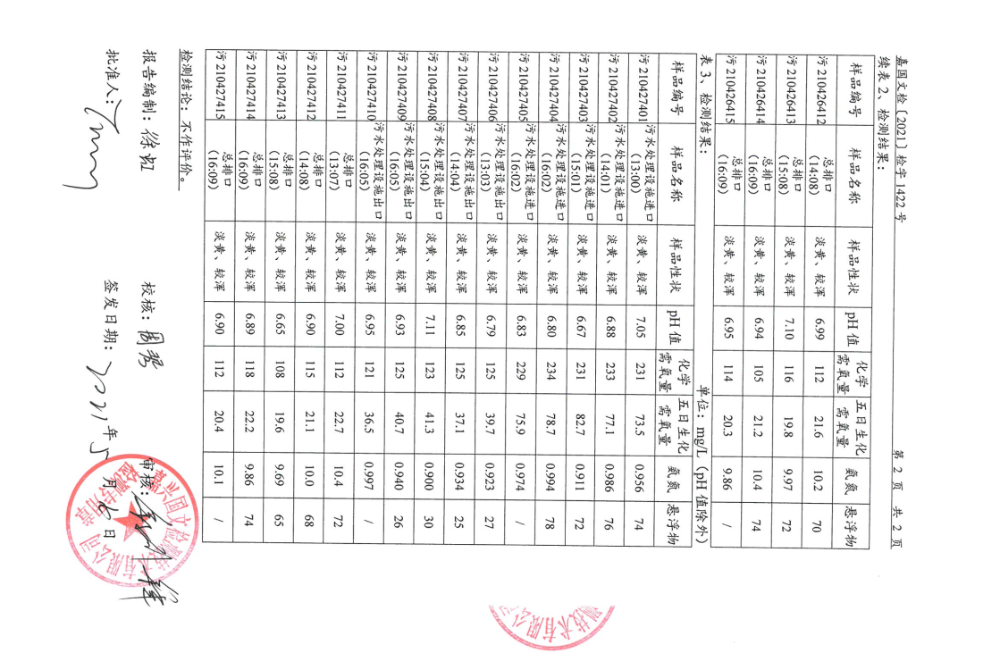 嘉国文检〔2021〕检字 1422 号 第 2 页 共 2 页
续表 2、检测结果：
样品编号 样品名称 样品性状 pH 值 化学需氧量 五日生化需氧量 氨氮 悬浮物
污 210426412 总排口（14:08） 淡黄、较浑 6.99 112 21.6 10.2 70
污 210426413 总排口（15:08） 淡黄、较浑 7.10 116 19.8 9.97 72
污 210426414 总排口（16:09） 淡黄、较浑 6.94 105 21.2 10.4 74
污 210426415 总排口（16:09） 淡黄、较浑 6.95 114 20.3 9.86 /
表 3、检测结果： 单位：mg/L（pH 值除外）
样品编号 样品名称 样品性状 pH 值 化学需氧量 五日生化需氧量 氨氮 悬浮物
污 210427401 污水处理设施进口（13:00） 淡黄、较浑 7.05 231 73.5 0.956 74
污 210427402 污水处理设施进口（14:01） 淡黄、较浑 6.88 233 77.1 0.986 76
污 210427403 污水处理设施进口（15:01） 淡黄、较浑 6.67 231 82.7 0.911 72
污 210427404 污水处理设施进口（16:02） 淡黄、较浑 6.80 234 78.7 0.994 78
污 210427405 污水处理设施进口（16:02） 淡黄、较浑 6.83 229 75.9 0.974 /
污 210427406 污水处理设施出口（13:03） 淡黄、较浑 6.79 125 39.7 0.923 27
污 210427407 污水处理设施出口（14:04） 淡黄、较浑 6.85 125 37.1 0.934 25
污 210427408 污水处理设施出口（15:04） 淡黄、较浑 7.11 123 41.3 0.900 30
污 210427409 污水处理设施出口（16:05） 淡黄、较浑 6.93 125 40.7 0.940 26
污 210427410 污水处理设施出口（16:05） 淡黄、较浑 6.95 121 36.5 0.997 /
污 210427411 总排口（13:07） 淡黄、较浑 7.00 112 22.7 10.4 72
污 210427412 总排口（14:08） 淡黄、较浑 6.90 115 21.1 10.0 68
污 210427413 总排口（15:08） 淡黄、较浑 6.65 108 19.6 9.69 65
污 210427414 总排口（16:09） 淡黄、较浑 6.89 118 22.2 9.86 74
污 210427415 总排口（16:09） 淡黄、较浑 6.90 112 20.4 10.1 /
检测结论：不作评价。
报告编制： 校核： 审核：
批准人： 签发日期：2021年5月七日
嘉兴国文检测技术有限公司
检测专用章
测技术有限公